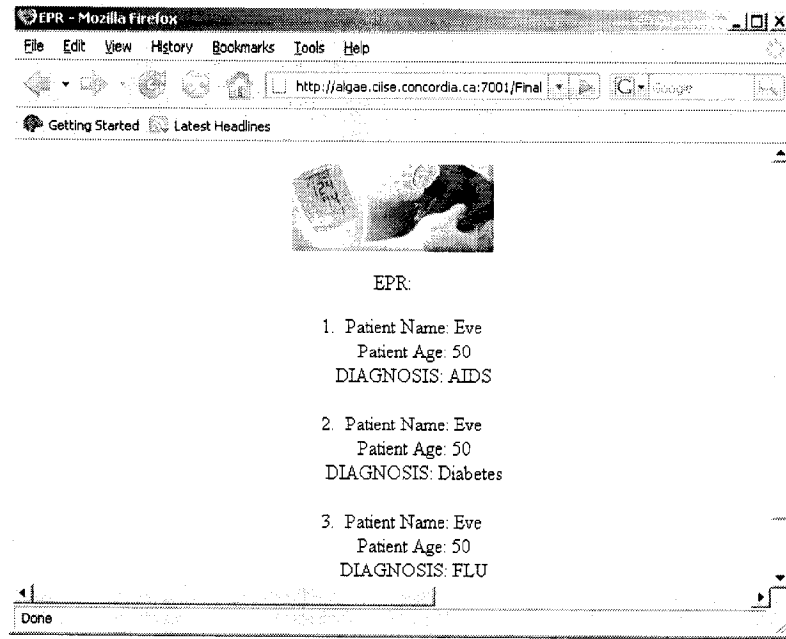 EPR - Mozilla Firefox
File Edit View History Bookmarks Tools Help
http://algae.ciise.concordia.ca:7001/Final G Google
Getting Started Latest Headlines
EPR:
1. Patient Name: Eve
Patient Age: 50
DIAGNOSIS: AIDS
2. Patient Name: Eve
Patient Age: 50
DIAGNOSIS: Diabetes
3. Patient Name: Eve
Patient Age: 50
DIAGNOSIS: FLU
Done